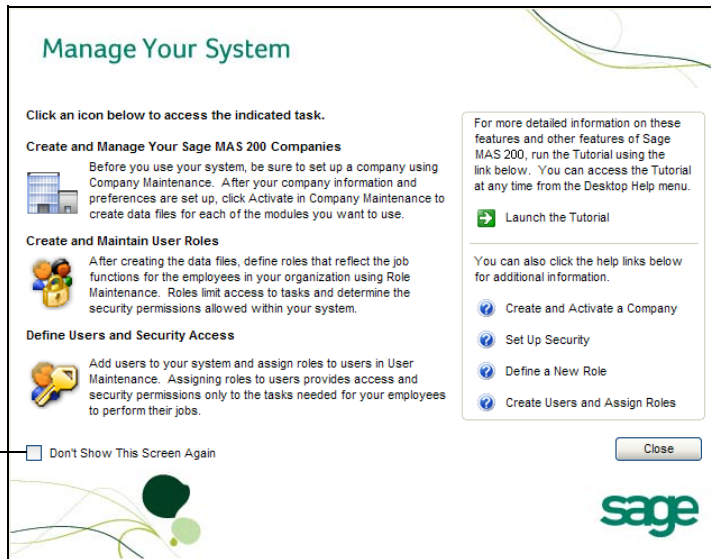 Manage Your System
Click an icon below to access the indicated task.
Create and Manage Your Sage MAS 200 Companies
Before you use your system, be sure to set up a company using
Company Maintenance. After your company information and
preferences are set up, click Activate in Company Maintenance to
create data files for each of the modules you want to use.
Create and Maintain User Roles
After creating the data files, define roles that reflect the job
functions for the employees in your organization using Role
Maintenance. Roles limit access to tasks and determine the
security permissions allowed within your system.
Define Users and Security Access
Add users to your system and assign roles to users in User
Maintenance. Assigning roles to users provides access and
security permissions only to the tasks needed for your employees
to perform their jobs.
Don't Show This Screen Again
For more detailed information on these
features and other features of Sage
MAS 200, run the Tutorial using the
link below. You can access the Tutorial
at any time from the Desktop Help menu.
Launch the Tutorial
You can also click the help links below
for additional information.
Create and Activate a Company
Set Up Security
Define a New Role
Create Users and Assign Roles
Close
sage